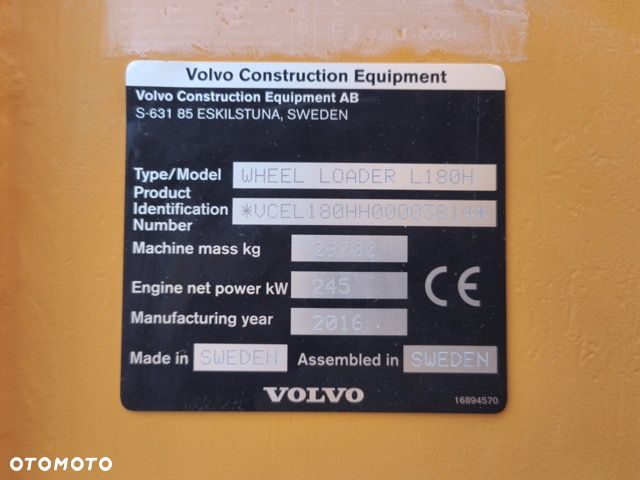 Volvo Construction Equipment
Volvo Construction Equipment AB
S-631 85 ESKILSTUNA, SWEDEN
Type/Model WHEEL LOADER L180H
Product Identification Number *VCEL180HH00003814*
Machine mass kg 29700
Engine net power kW 245
CE
Manufacturing year 2016
Made in SWEDEN Assembled in SWEDEN
VOLVO
16894570
OTOMOTO